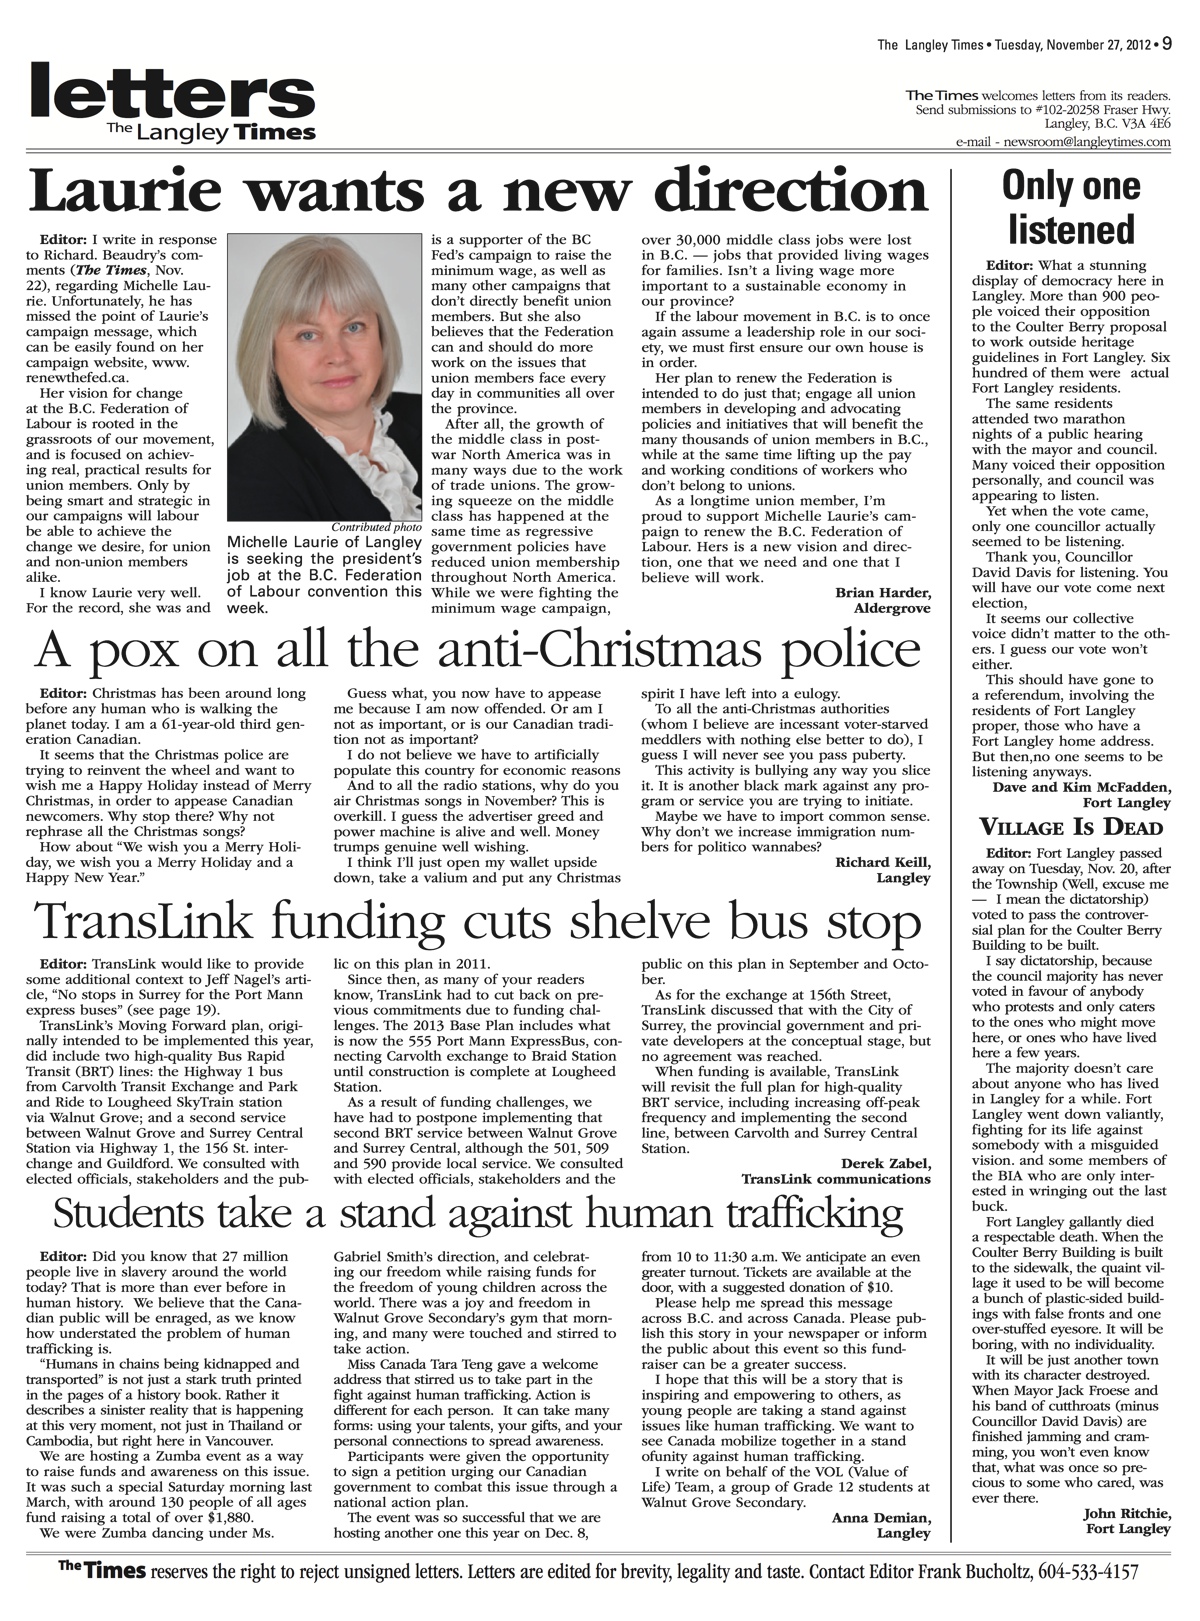 The Langley Times • Tuesday, November 27, 2012 • 9
letters
The Langley Times
The Times welcomes letters from its readers.
Send submissions to #102-20258 Fraser Hwy.
Langley, B.C. V3A 4E6
e-mail - newsroom@langleytimes.com
Laurie wants a new direction
Editor: I write in response
to Richard. Beaudry's com-
ments (The Times, Nov.
22), regarding Michelle Lau-
rie. Unfortunately, he has
missed the point of Laurie's
campaign message, which
can be easily found on her
campaign website, www.
renewthefed.ca.
Her vision for change
at the B.C. Federation of
Labour is rooted in the
grassroots of our movement,
and is focused on achiev-
ing real, practical results for
union members. Only by
being smart and strategic in
our campaigns will labour
be able to achieve the
change we desire, for union
and non-union members
alike.
I know Laurie very well.
For the record, she was and
Contributed photo
Michelle Laurie of Langley
is seeking the president's
job at the B.C. Federation
of Labour convention this
week.
is a supporter of the BC
Fed's campaign to raise the
minimum wage, as well as
many other campaigns that
don't directly benefit union
members. But she also
believes that the Federation
can and should do more
work on the issues that
union members face every
day in communities all over
the province.
After all, the growth of
the middle class in post-
war North America was in
many ways due to the work
of trade unions. The grow-
ing squeeze on the middle
class has happened at the
same time as regressive
government policies have
reduced union membership
throughout North America.
While we were fighting the
minimum wage campaign,
over 30,000 middle class jobs were lost
in B.C. — jobs that provided living wages
for families. Isn't a living wage more
important to a sustainable economy in
our province?
If the labour movement in B.C. is to once
again assume a leadership role in our soci-
ety, we must first ensure our own house is
in order.
Her plan to renew the Federation is
intended to do just that; engage all union
members in developing and advocating
policies and initiatives that will benefit the
many thousands of union members in B.C.,
while at the same time lifting up the pay
and working conditions of workers who
don't belong to unions.
As a longtime union member, I'm
proud to support Michelle Laurie's cam-
paign to renew the B.C. Federation of
Labour. Hers is a new vision and direc-
tion, one that we need and one that I
believe will work.
Brian Harder,
Aldergrove
A pox on all the anti-Christmas police
Editor: Christmas has been around long
before any human who is walking the
planet today. I am a 61-year-old third gen-
eration Canadian.
It seems that the Christmas police are
trying to reinvent the wheel and want to
wish me a Happy Holiday instead of Merry
Christmas, in order to appease Canadian
newcomers. Why stop there? Why not
rephrase all the Christmas songs?
How about "We wish you a Merry Holi-
day, we wish you a Merry Holiday and a
Happy New Year."
Guess what, you now have to appease
me because I am now offended. Or am I
not as important, or is our Canadian tradi-
tion not as important?
I do not believe we have to artificially
populate this country for economic reasons
And to all the radio stations, why do you
air Christmas songs in November? This is
overkill. I guess the advertiser greed and
power machine is alive and well. Money
trumps genuine well wishing.
I think I'll just open my wallet upside
down, take a valium and put any Christmas
spirit I have left into a eulogy.
To all the anti-Christmas authorities
(whom I believe are incessant voter-starved
meddlers with nothing else better to do), I
guess I will never see you pass puberty.
This activity is bullying any way you slice
it. It is another black mark against any pro-
gram or service you are trying to initiate.
Maybe we have to import common sense.
Why don't we increase immigration num-
bers for politico wannabes?
Richard Keill,
Langley
TransLink funding cuts shelve bus stop
Editor: TransLink would like to provide
some additional context to Jeff Nagel's arti-
cle, "No stops in Surrey for the Port Mann
express buses" (see page 19).
TransLink's Moving Forward plan, origi-
nally intended to be implemented this year,
did include two high-quality Bus Rapid
Transit (BRT) lines: the Highway 1 bus
from Carvolth Transit Exchange and Park
and Ride to Lougheed SkyTrain station
via Walnut Grove; and a second service
between Walnut Grove and Surrey Central
Station via Highway 1, the 156 St. inter-
change and Guildford. We consulted with
elected officials, stakeholders and the pub-
lic on this plan in 2011.
Since then, as many of your readers
know, TransLink had to cut back on pre-
vious commitments due to funding chal-
lenges. The 2013 Base Plan includes what
is now the 555 Port Mann ExpressBus, con-
necting Carvolth exchange to Braid Station
until construction is complete at Lougheed
Station.
As a result of funding challenges, we
have had to postpone implementing that
second BRT service between Walnut Grove
and Surrey Central, although the 501, 509
and 590 provide local service. We consulted
with elected officials, stakeholders and the
public on this plan in September and Octo-
ber.
As for the exchange at 156th Street,
TransLink discussed that with the City of
Surrey, the provincial government and pri-
vate developers at the conceptual stage, but
no agreement was reached.
When funding is available, TransLink
will revisit the full plan for high-quality
BRT service, including increasing off-peak
frequency and implementing the second
line, between Carvolth and Surrey Central
Station.
Derek Zabel,
TransLink communications
Students take a stand against human trafficking
Editor: Did you know that 27 million
people live in slavery around the world
today? That is more than ever before in
human history. We believe that the Cana-
dian public will be enraged, as we know
how understated the problem of human
trafficking is.
"Humans in chains being kidnapped and
transported" is not just a stark truth printed
in the pages of a history book. Rather it
describes a sinister reality that is happening
at this very moment, not just in Thailand or
Cambodia, but right here in Vancouver.
We are hosting a Zumba event as a way
to raise funds and awareness on this issue.
It was such a special Saturday morning last
March, with around 130 people of all ages
fund raising a total of over $1,880.
We were Zumba dancing under Ms.
Gabriel Smith's direction, and celebrat-
ing our freedom while raising funds for
the freedom of young children across the
world. There was a joy and freedom in
Walnut Grove Secondary's gym that morn-
ing, and many were touched and stirred to
take action.
Miss Canada Tara Teng gave a welcome
address that stirred us to take part in the
fight against human trafficking. Action is
different for each person. It can take many
forms: using your talents, your gifts, and your
personal connections to spread awareness.
Participants were given the opportunity
to sign a petition urging our Canadian
government to combat this issue through a
national action plan.
The event was so successful that we are
hosting another one this year on Dec. 8,
from 10 to 11:30 a.m. We anticipate an even
greater turnout. Tickets are available at the
door, with a suggested donation of $10.
Please help me spread this message
across B.C. and across Canada. Please pub-
lish this story in your newspaper or inform
the public about this event so this fund-
raiser can be a greater success.
I hope that this will be a story that is
inspiring and empowering to others, as
young people are taking a stand against
issues like human trafficking. We want to
see Canada mobilize together in a stand
ofunity against human trafficking.
I write on behalf of the VOL (Value of
Life) Team, a group of Grade 12 students at
Walnut Grove Secondary.
Anna Demian,
Langley
Only one
listened
Editor: What a stunning
display of democracy here in
Langley. More than 900 peo-
ple voiced their opposition
to the Coulter Berry proposal
to work outside heritage
guidelines in Fort Langley. Six
hundred of them were actual
Fort Langley residents.
The same residents
attended two marathon
nights of a public hearing
with the mayor and council.
Many voiced their opposition
personally, and council was
appearing to listen.
Yet when the vote came,
only one councillor actually
seemed to be listening.
Thank you, Councillor
David Davis for listening. You
will have our vote come next
election,
It seems our collective
voice didn't matter to the oth-
ers. I guess our vote won't
either.
This should have gone to
a referendum, involving the
residents of Fort Langley
proper, those who have a
Fort Langley home address.
But then,no one seems to be
listening anyways.
Dave and Kim McFadden,
Fort Langley
Village Is Dead
Editor: Fort Langley passed
away on Tuesday, Nov. 20, after
the Township (Well, excuse me
— I mean the dictatorship)
voted to pass the controver-
sial plan for the Coulter Berry
Building to be built.
I say dictatorship, because
the council majority has never
voted in favour of anybody
who protests and only caters
to the ones who might move
here, or ones who have lived
here a few years.
The majority doesn't care
about anyone who has lived
in Langley for a while. Fort
Langley went down valiantly,
fighting for its life against
somebody with a misguided
vision. and some members of
the BIA who are only inter-
ested in wringing out the last
buck.
Fort Langley gallantly died
a respectable death. When the
Coulter Berry Building is built
to the sidewalk, the quaint vil-
lage it used to be will become
a bunch of plastic-sided build-
ings with false fronts and one
over-stuffed eyesore. It will be
boring, with no individuality.
It will be just another town
with its character destroyed.
When Mayor Jack Froese and
his band of cutthroats (minus
Councillor David Davis) are
finished jamming and cram-
ming, you won't even know
that, what was once so pre-
cious to some who cared, was
ever there.
John Ritchie,
Fort Langley
The Times reserves the right to reject unsigned letters. Letters are edited for brevity, legality and taste. Contact Editor Frank Bucholtz, 604-533-4157